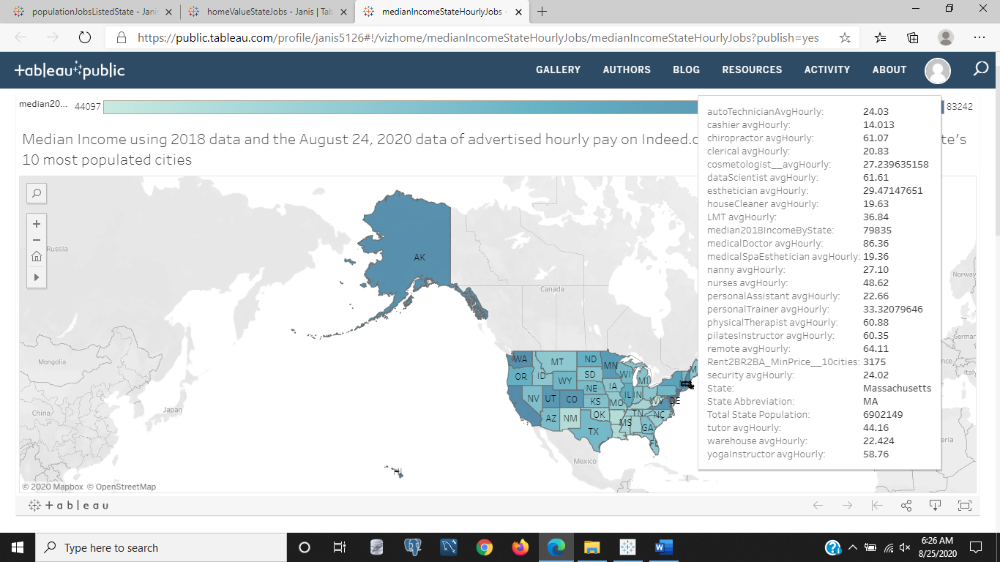 populationJobsListedState - Janis
homeValueStateJobs - Janis | Tab
medianIncomeStateHourlyJobs -
https://public.tableau.com/profile/janis5126#!/vizhome/medianIncomeStateHourlyJobs/medianIncomeStateHourlyJobs?publish=yes
+ableau+public
GALLERY AUTHORS BLOG RESOURCES ACTIVITY ABOUT
median20... 44097 83242
Median Income using 2018 data and the August 24, 2020 data of advertised hourly pay on Indeed.c te's
10 most populated cities
autoTechnicianAvgHourly: 24.03
cashier avgHourly: 14.013
chiropractor avgHourly: 61.07
clerical avgHourly: 20.83
cosmetologist__avgHourly: 27.239635158
dataScientist avgHourly: 61.61
esthetician avgHourly: 29.47147651
houseCleaner avgHourly: 19.63
LMT avgHourly: 36.84
median2018IncomeByState: 79835
medicalDoctor avgHourly: 86.36
medicalSpaEsthetician avgHourly: 19.36
nanny avgHourly: 27.10
nurses avgHourly: 48.62
personalAssistant avgHourly: 22.66
personalTrainer avgHourly: 33.32079646
physicalTherapist avgHourly: 60.88
pilatesInstructor avgHourly: 60.35
remote avgHourly: 64.11
Rent2BR2BA_MinPrice__10cities: 3175
security avgHourly: 24.02
State: Massachusetts
State Abbreviation: MA
Total State Population: 6902149
tutor avgHourly: 44.16
warehouse avgHourly: 22.424
yogaInstructor avgHourly: 58.76
Russia
AK
Canada
Norway
German
Mongolia
WA MT ND MN
OR ID SD WI MI M
WY IA
NE
NV UT CO IL IN
KS MO WV DE
China
Japan
AZ NM OK TN NC
MS GA
TX
FL
Mexico
HI
nce
Italy
eria
© 2020 Mapbox © OpenStreetMap
+ a b l e a u
Type here to search
6:26 AM
8/25/2020